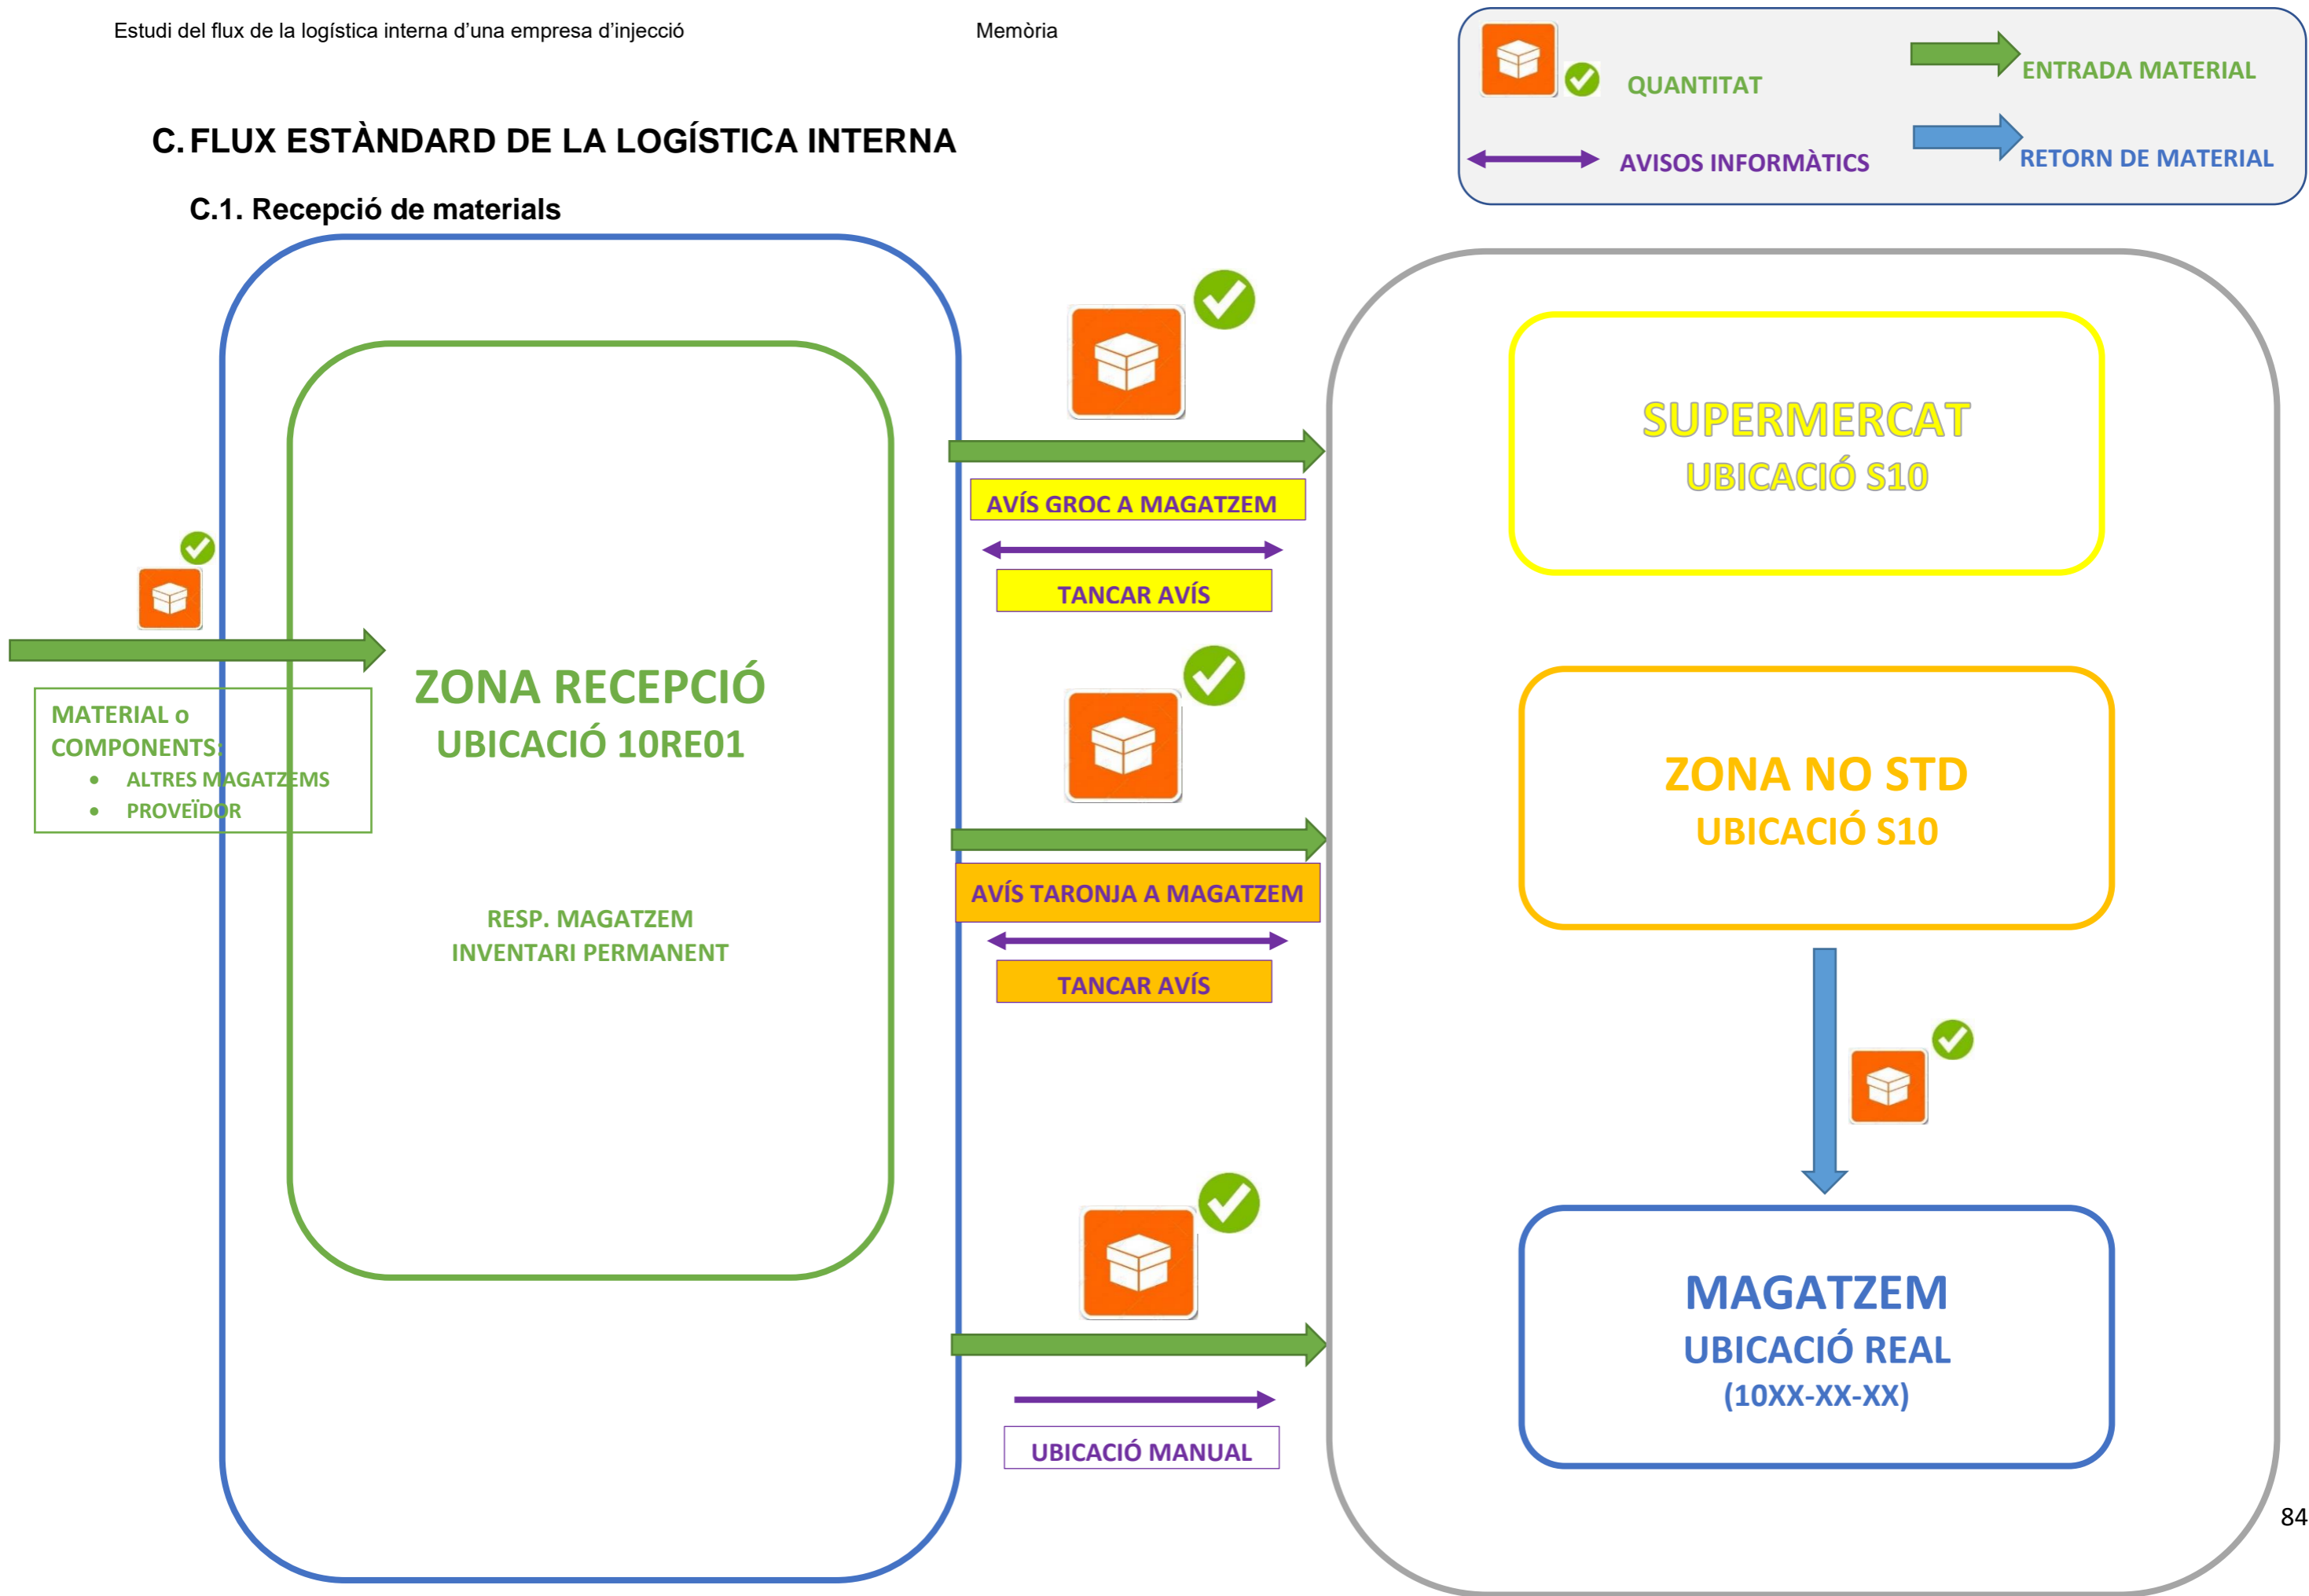 Estudi del flux de la logística interna d'una empresa d'injecció
Memòria
QUANTITAT
ENTRADA MATERIAL
AVISOS INFORMÀTICS
RETORN DE MATERIAL
C. FLUX ESTÀNDARD DE LA LOGÍSTICA INTERNA
C.1. Recepció de materials
MATERIAL o
COMPONENTS:
• ALTRES MAGATZEMS
• PROVEÏDOR
ZONA RECEPCIÓ
UBICACIÓ 10RE01
RESP. MAGATZEM
INVENTARI PERMANENT
AVÍS GROC A MAGATZEM
TANCAR AVÍS
AVÍS TARONJA A MAGATZEM
TANCAR AVÍS
UBICACIÓ MANUAL
SUPERMERCAT
UBICACIÓ S10
ZONA NO STD
UBICACIÓ S10
MAGATZEM
UBICACIÓ REAL
(10XX-XX-XX)
84